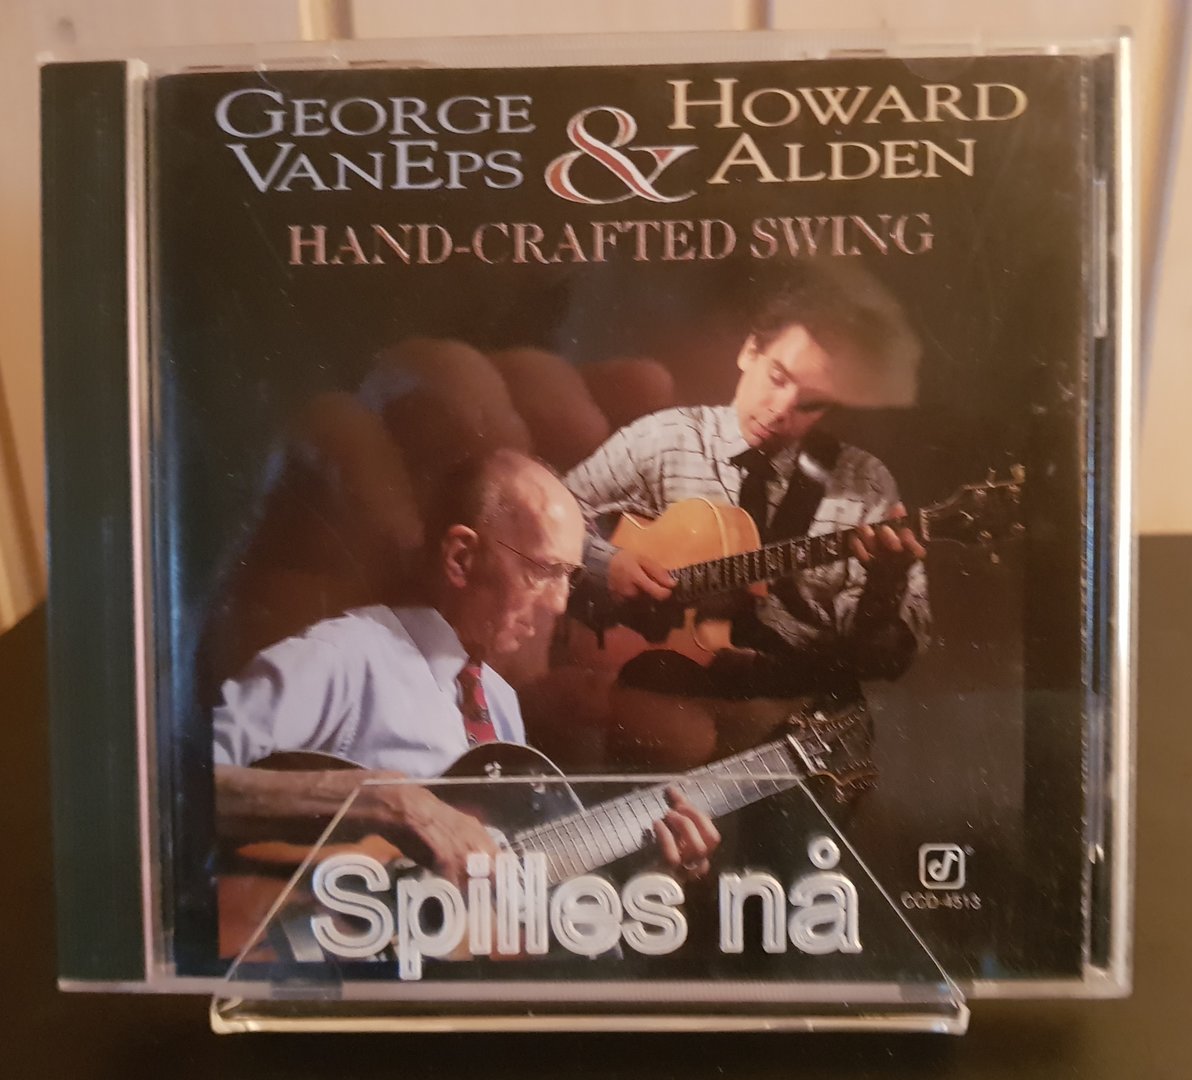 GEORGE VANEPS & HOWARD ALDEN
HAND-CRAFTED SWING
CCD-4513
Spilles nå